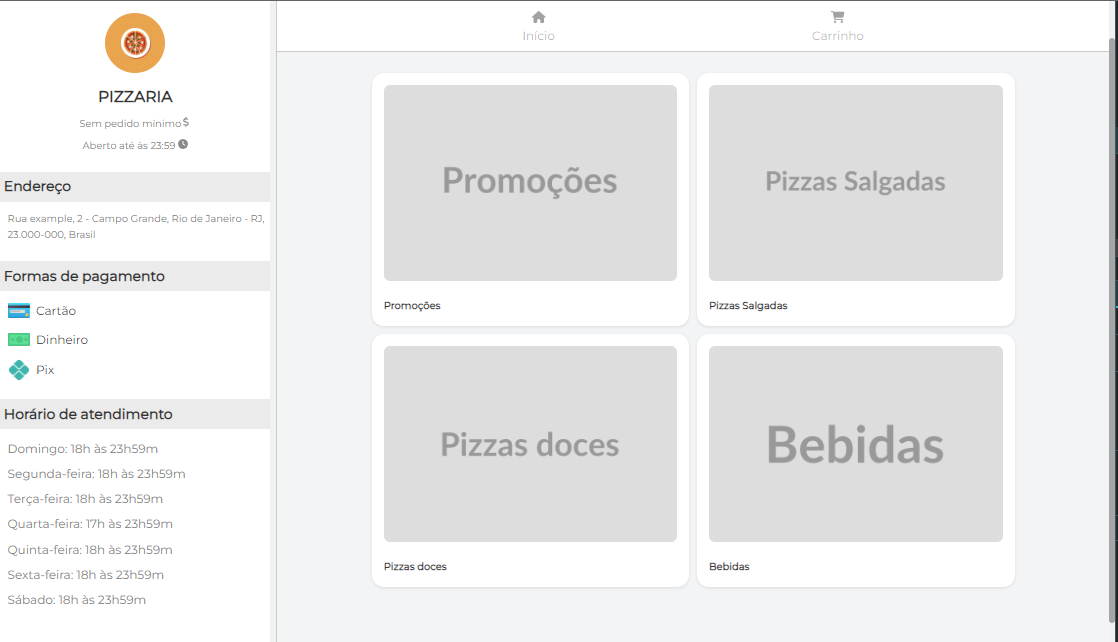 PIZZARIA
Sem pedido mínimo $
Aberto até às 23:59
Endereço
Rua example, 2 - Campo Grande, Rio de Janeiro - RJ,
23.000-000, Brasil
Formas de pagamento
Cartão
Dinheiro
Pix
Horário de atendimento
Domingo: 18h às 23h59m
Segunda-feira: 18h às 23h59m
Terça-feira: 18h às 23h59m
Quarta-feira: 17h às 23h59m
Quinta-feira: 18h às 23h59m
Sexta-feira: 18h às 23h59m
Sábado: 18h às 23h59m
Início
Carrinho
Promoções
Pizzas Salgadas
Promoções
Pizzas Salgadas
Pizzas doces
Bebidas
Pizzas doces
Bebidas